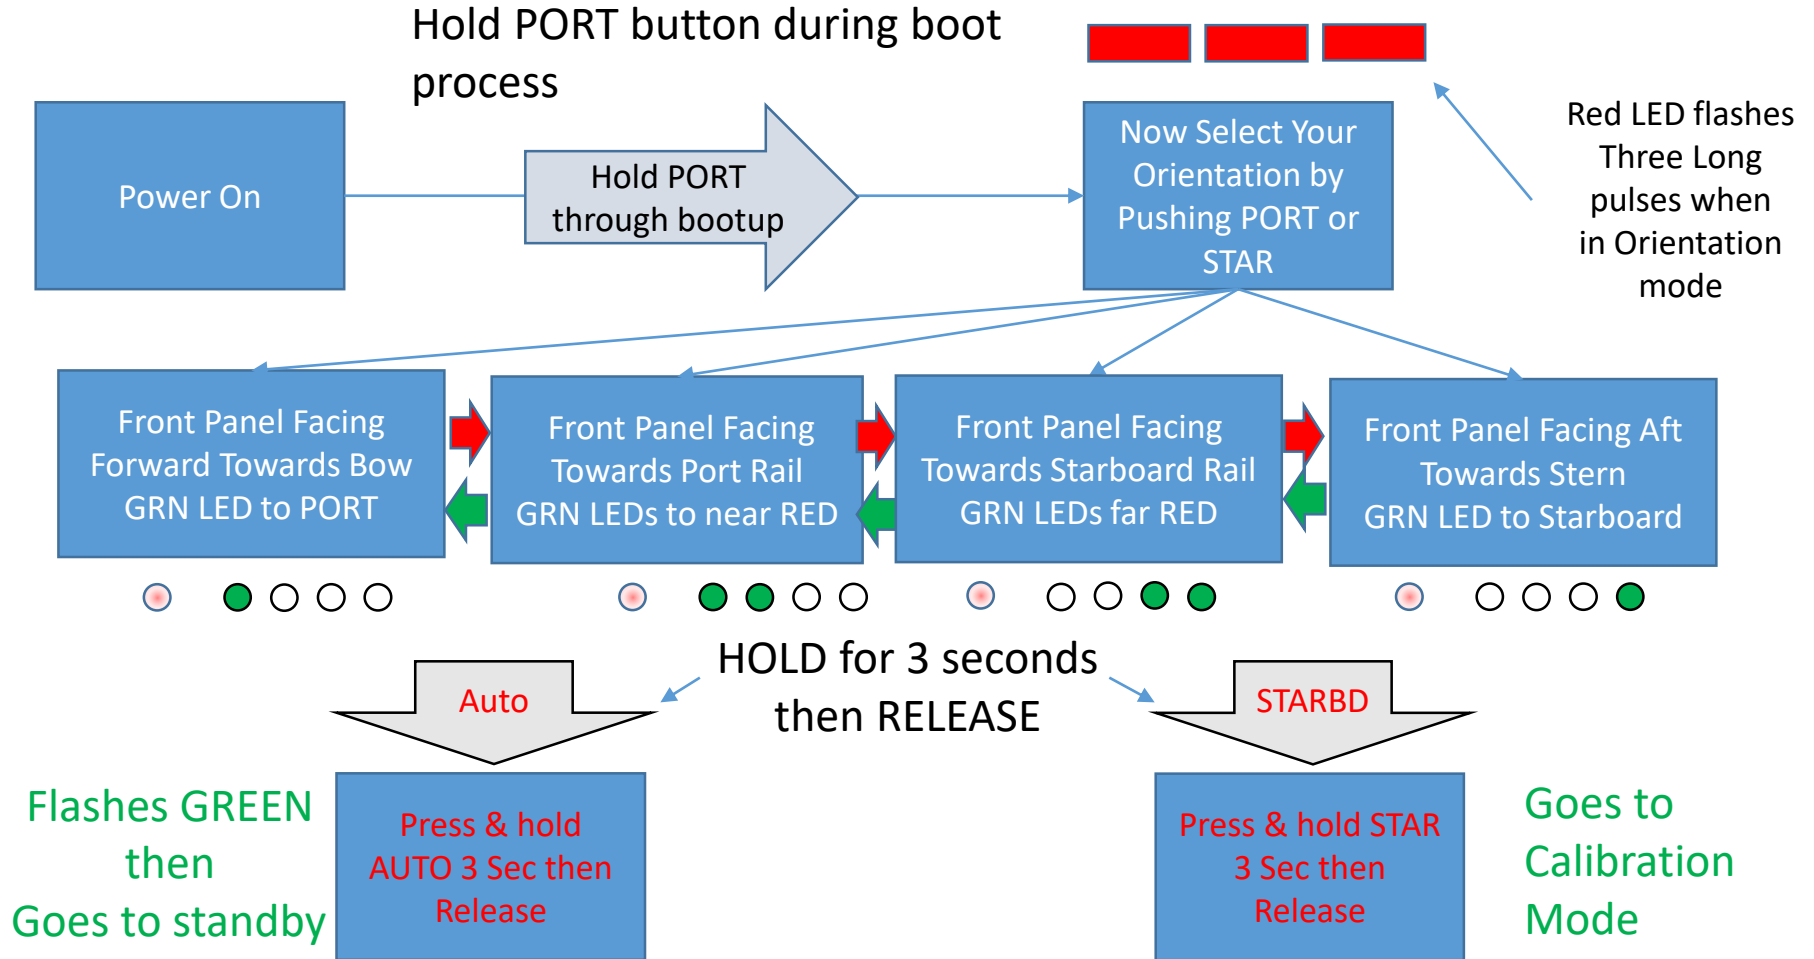 Hold PORT button during boot
process
Power On
Hold PORT
through bootup
Now Select Your
Orientation by
Pushing PORT or
STAR
Red LED flashes
Three Long
pulses when
in Orientation
mode
Front Panel Facing
Forward Towards Bow
GRN LED to PORT
Front Panel Facing
Towards Port Rail
GRN LEDs to near RED
Front Panel Facing
Towards Starboard Rail
GRN LEDs far RED
Front Panel Facing Aft
Towards Stern
GRN LED to Starboard
HOLD for 3 seconds
then RELEASE
Auto
STARBD
Flashes GREEN
then
Goes to standby
Press & hold
AUTO 3 Sec then
Release
Press & hold STAR
3 Sec then
Release
Goes to
Calibration
Mode